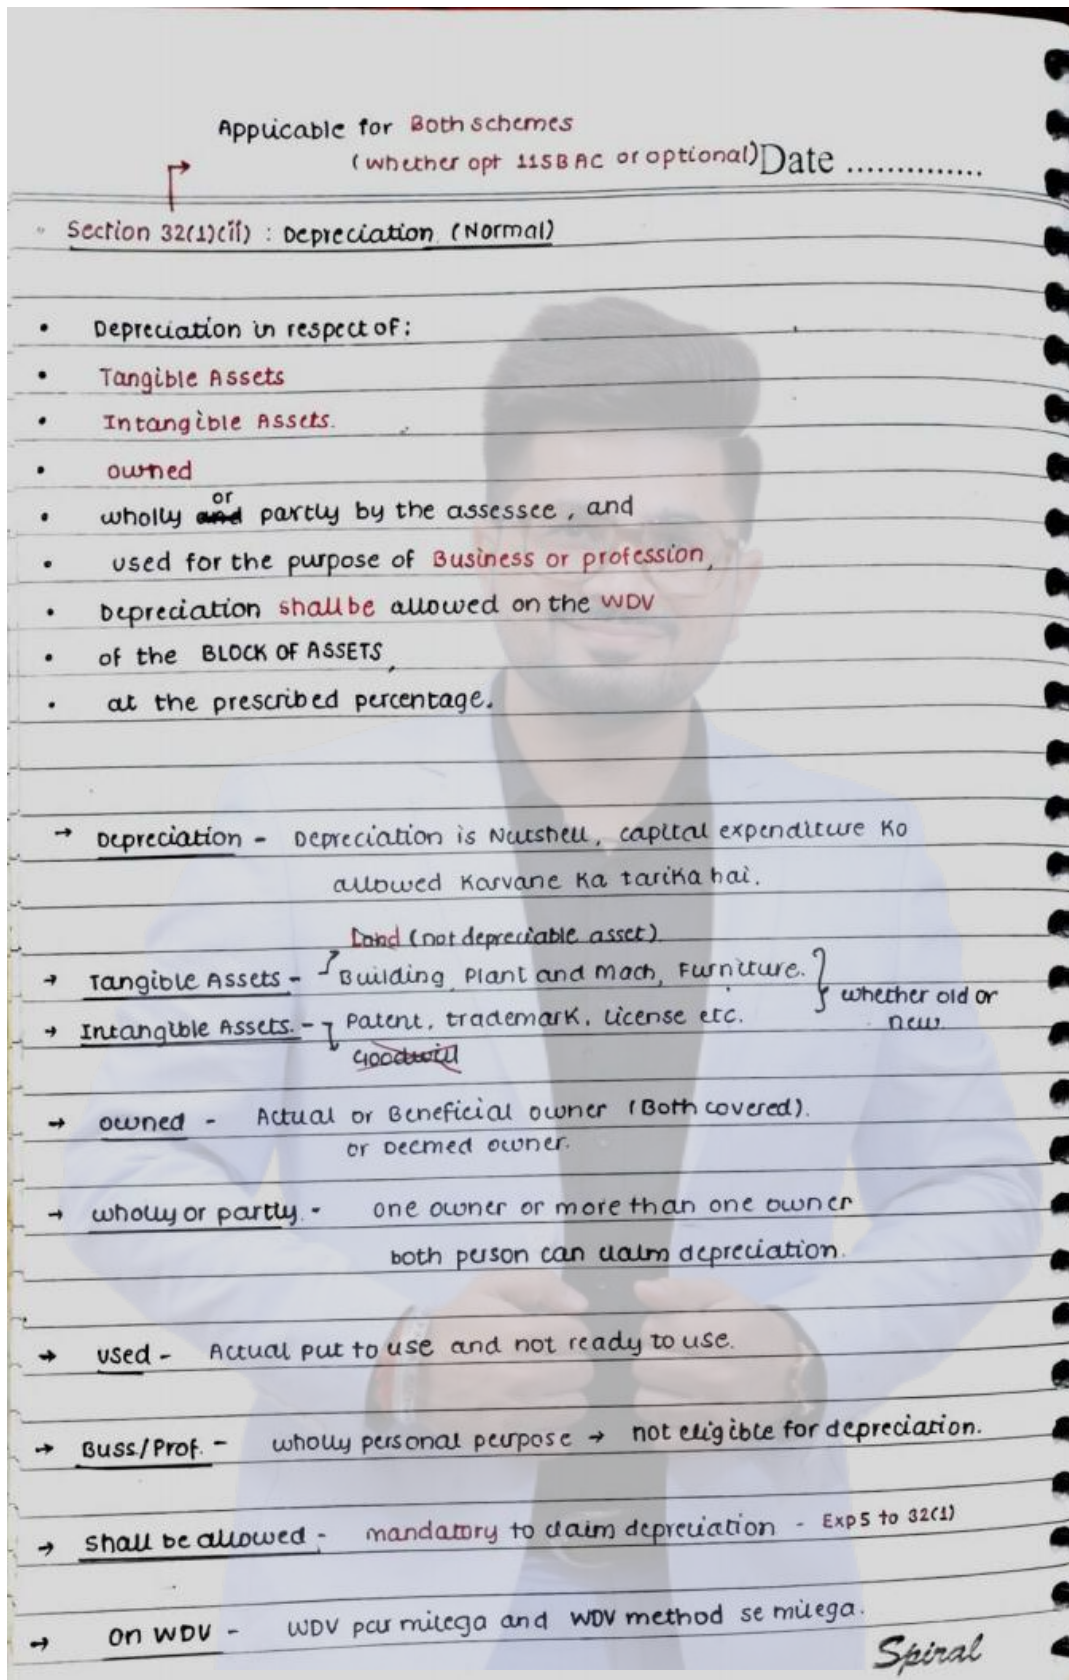 Applicable for Both schemes
(whether opt 115BAC or optional) Date ..............
Section 32(1)(ii) : Depreciation (Normal)
• Depreciation in respect of:
• Tangible Assets
• Intangible Assets.
• owned
or
• wholly and partly by the assessee, and
• used for the purpose of Business or profession,
• Depreciation shall be allowed on the WDV
• of the BLOCK OF ASSETS,
• at the prescribed percentage.
→ Depreciation - Depreciation is Nutshell, capital expenditure ko
allowed karvane ka tarika hai.
Land (not depreciable asset)
→ Tangible Assets - Building, Plant and Mach, Furniture.
whether old or
→ Intangible Assets. - Patent, trademark, license etc.
new.
Goodwill
→ owned - Actual or Beneficial owner (Both covered).
or Deemed owner.
→ wholly or partly. - one owner or more than one owner
both person can claim depreciation.
→ used - Actual put to use and not ready to use.
→ Buss./Prof. - wholly personal peurpose → not eligible for depreciation.
→ shall be allowed - mandatory to claim depreciation - Exp 5 to 32(1)
→ on WDV - WDV par milega and WDV method se milega.
Spiral